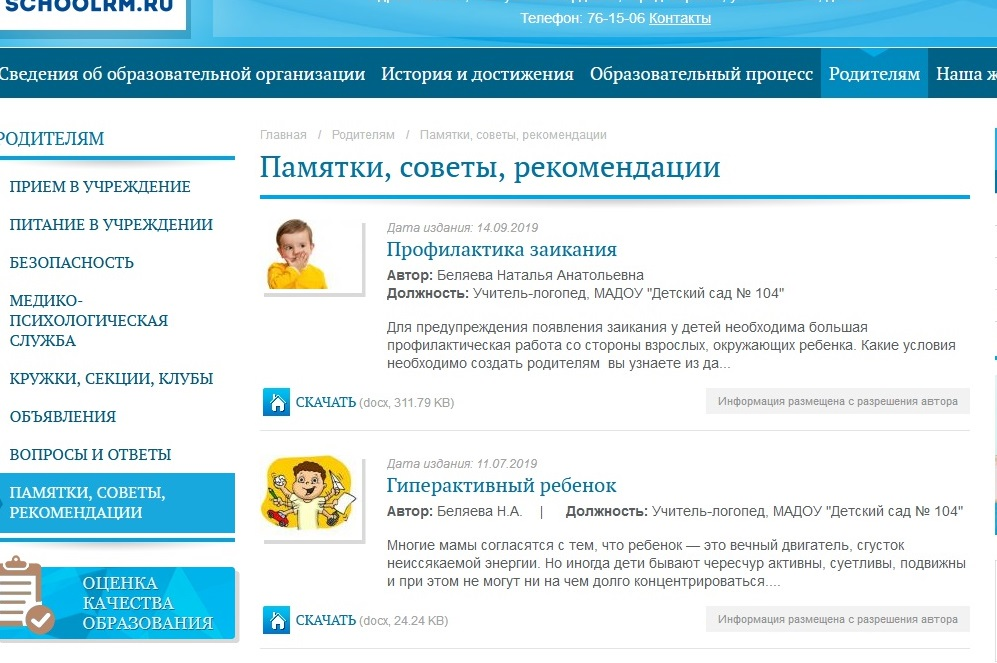 SCHOOLRM.RU
Телефон: 76-15-06 Контакты
Сведения об образовательной организации История и достижения Образовательный процесс Родителям Наша
РОДИТЕЛЯМ
ПРИЕМ В УЧРЕЖДЕНИЕ
ПИТАНИЕ В УЧРЕЖДЕНИИ
БЕЗОПАСНОСТЬ
МЕДИКО-
ПСИХОЛОГИЧЕСКАЯ
СЛУЖБА
КРУЖКИ, СЕКЦИИ, КЛУБЫ
ОБЪЯВЛЕНИЯ
ВОПРОСЫ И ОТВЕТЫ
ПАМЯТКИ, СОВЕТЫ,
РЕКОМЕНДАЦИИ
ОЦЕНКА
КАЧЕСТВА
ОБРАЗОВАНИЯ
Главная / Родителям / Памятки, советы, рекомендации
Памятки, советы, рекомендации
Дата издания: 14.09.2019
Профилактика заикания
Автор: Беляева Наталья Анатольевна
Должность: Учитель-логопед, МАДОУ "Детский сад № 104"
Для предупреждения появления заикания у детей необходима большая
профилактическая работа со стороны взрослых, окружающих ребенка. Какие условия
необходимо создать родителям вы узнаете из да...
СКАЧАТЬ (docx, 311.79 KB)
Информация размещена с разрешения автора
Дата издания: 11.07.2019
Гиперактивный ребенок
Автор: Беляева Н.А. | Должность: Учитель-логопед, МАДОУ "Детский сад № 104"
Многие мамы согласятся с тем, что ребенок — это вечный двигатель, сгусток
неиссякаемой энергии. Но иногда дети бывают чересчур активны, суетливы, подвижны
и при этом не могут ни на чем долго концентрироваться....
СКАЧАТЬ (docx, 24.24 KB)
Информация размещена с разрешения автора